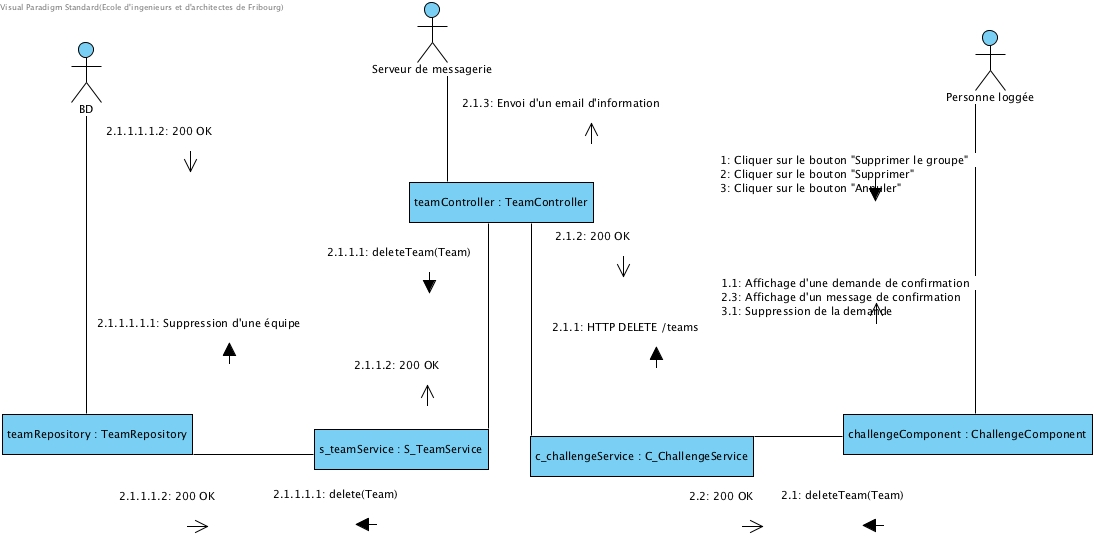 Visual Paradigm Standard(Ecole d'ingenieurs et d'architectes de Fribourg)
Serveur de messagerie
BD
Personne loggée
2.1.3: Envoi d'un email d'information
2.1.1.1.1.2: 200 OK
1: Cliquer sur le bouton "Supprimer le groupe"
2: Cliquer sur le bouton "Supprimer"
3: Cliquer sur le bouton "Annuler"
teamController : TeamController
2.1.2: 200 OK
2.1.1.1: deleteTeam(Team)
1.1: Affichage d'une demande de confirmation
2.3: Affichage d'un message de confirmation
3.1: Suppression de la demande
2.1.1.1.1.1: Suppression d'une équipe
2.1.1: HTTP DELETE /teams
2.1.1.2: 200 OK
teamRepository : TeamRepository
s_teamService : S_TeamService
c_challengeService : C_ChallengeService
challengeComponent : ChallengeComponent
2.1.1.1.2: 200 OK
2.1.1.1.1: delete(Team)
2.2: 200 OK
2.1: deleteTeam(Team)